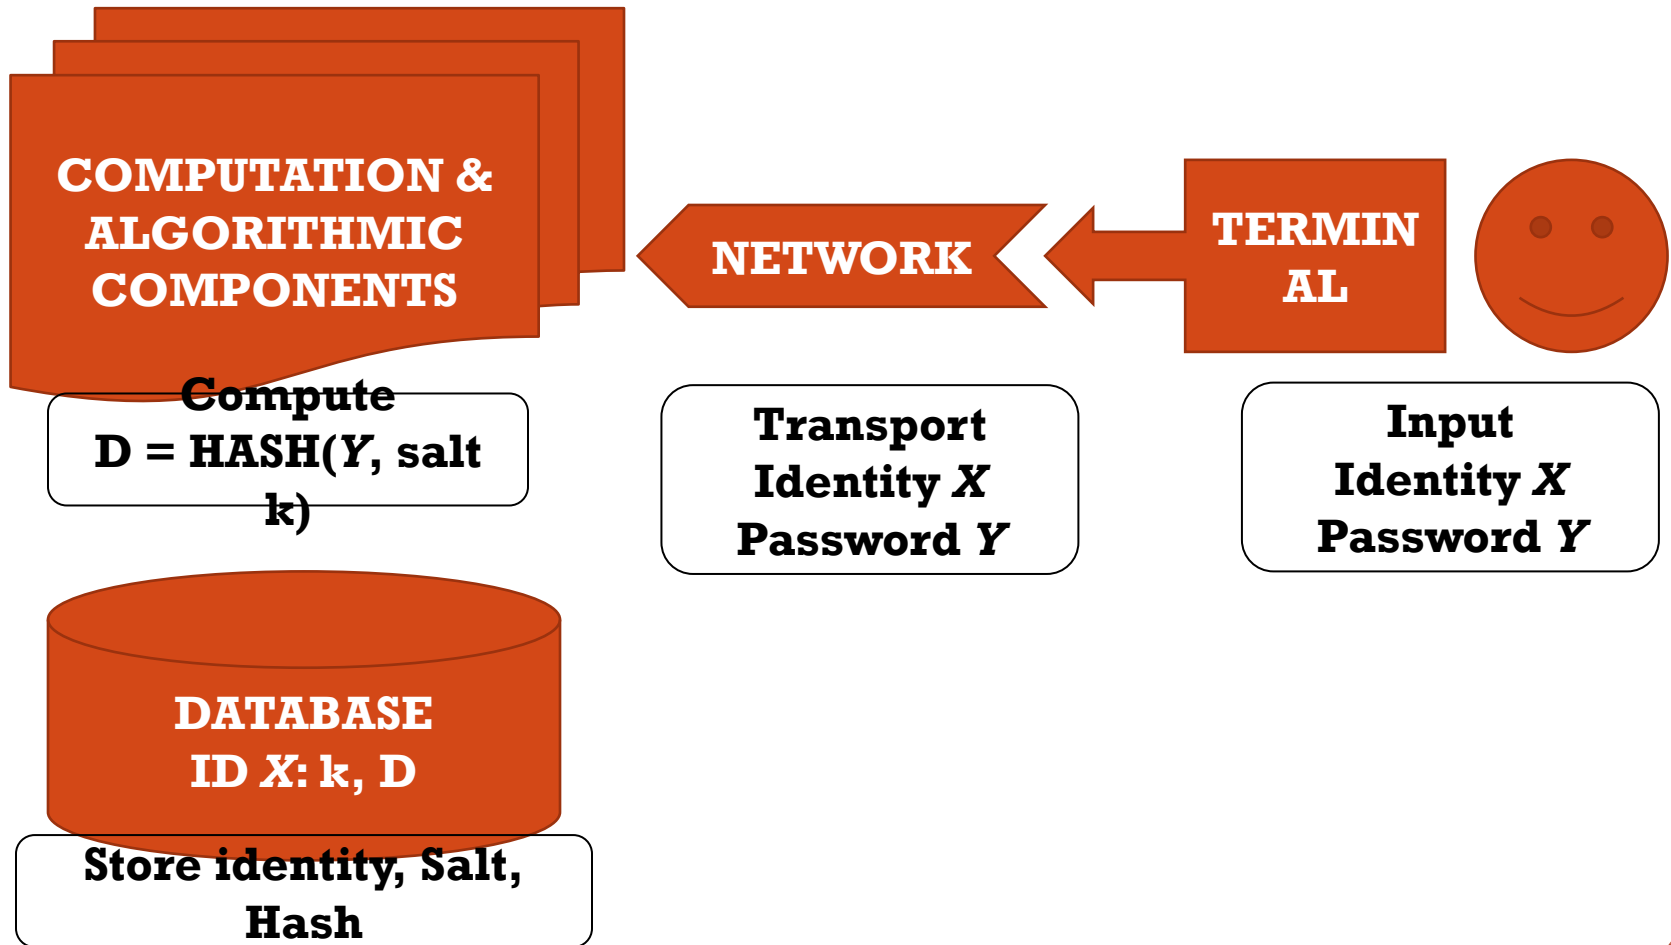 COMPUTATION &
ALGORITHMIC
COMPONENTS
NETWORK
TERMIN
AL
Compute
D = HASH(Y, salt
k)
Transport
Identity X
Password Y
Input
Identity X
Password Y
DATABASE
ID X: k, D
Store identity, Salt,
Hash